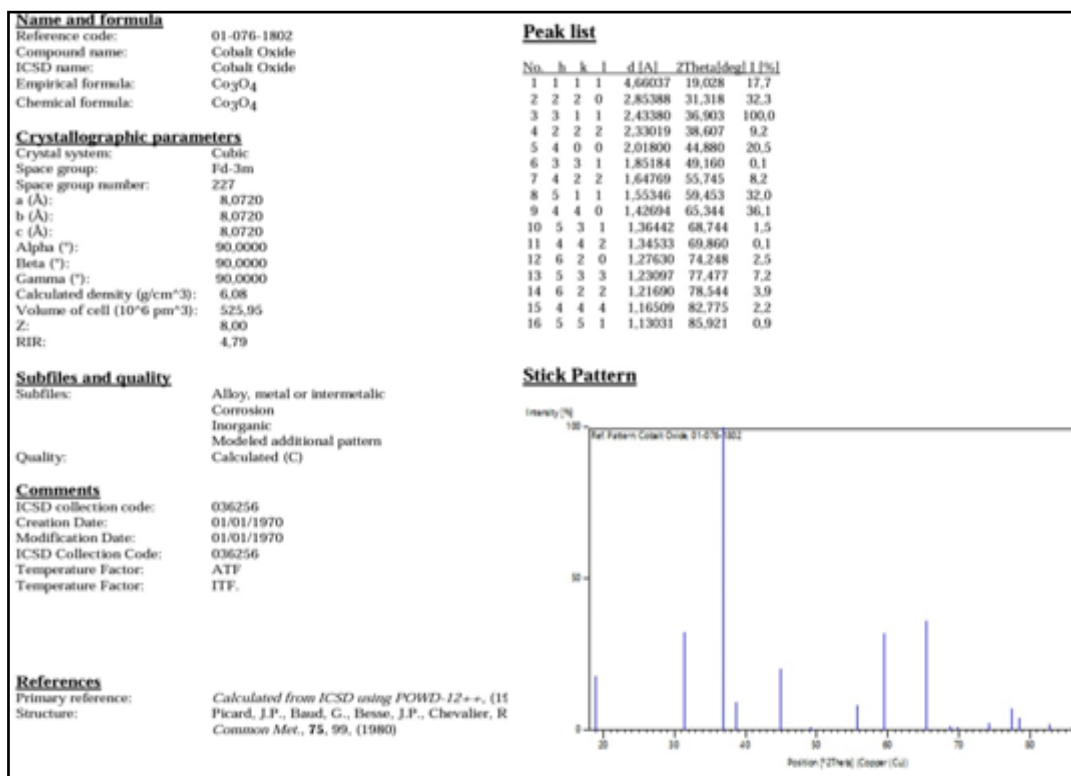 Name and formula
Reference code: 01-076-1802
Compound name: Cobalt Oxide
ICSD name: Cobalt Oxide
Empirical formula: Co3O4
Chemical formula: Co3O4
Crystallographic parameters
Crystal system: Cubic
Space group: Fd-3m
Space group number: 227
a (Å): 8,0720
b (Å): 8,0720
c (Å): 8,0720
Alpha (°): 90,0000
Beta (°): 90,0000
Gamma (°): 90,0000
Calculated density (g/cm^3): 6,08
Volume of cell (10^6 pm^3): 525,95
Z: 8,00
RIR: 4,79
Subfiles and quality
Subfiles: Alloy, metal or intermetalic
Corrosion
Inorganic
Modeled additional pattern
Quality: Calculated (C)
Comments
ICSD collection code: 036256
Creation Date: 01/01/1970
Modification Date: 01/01/1970
ICSD Collection Code: 036256
Temperature Factor: ATF
Temperature Factor: ITF.
References
Primary reference: Calculated from ICSD using POWD-12++, (19
Structure: Picard, J.P., Baud, G., Besse, J.P., Chevalier, R
Common Met., 75, 99, (1980)
Peak list
No. h k l d [A] 2Theta[deg] I [%]
1 1 1 1 4,66037 19,028 17,7
2 2 2 0 2,85388 31,318 32,3
3 3 1 1 2,43380 36,903 100,0
4 2 2 2 2,33019 38,607 9,2
5 4 0 0 2,01800 44,880 20,5
6 3 3 1 1,85184 49,160 0,1
7 4 2 2 1,64769 55,745 8,2
8 5 1 1 1,55346 59,453 32,0
9 4 4 0 1,42694 65,344 36,1
10 5 3 1 1,36442 68,744 1,5
11 4 4 2 1,34533 69,860 0,1
12 6 2 0 1,27630 74,248 2,5
13 5 3 3 1,23097 77,477 7,2
14 6 2 2 1,21690 78,544 3,9
15 4 4 4 1,16509 82,775 2,2
16 5 5 1 1,13031 85,921 0,9
Stick Pattern
Intensity [%]
Ref. Pattern: Cobalt Oxide, 01-076-1802
100
50
0
20 30 40 50 60 70 80
Position [°2Theta] (Copper (Cu))